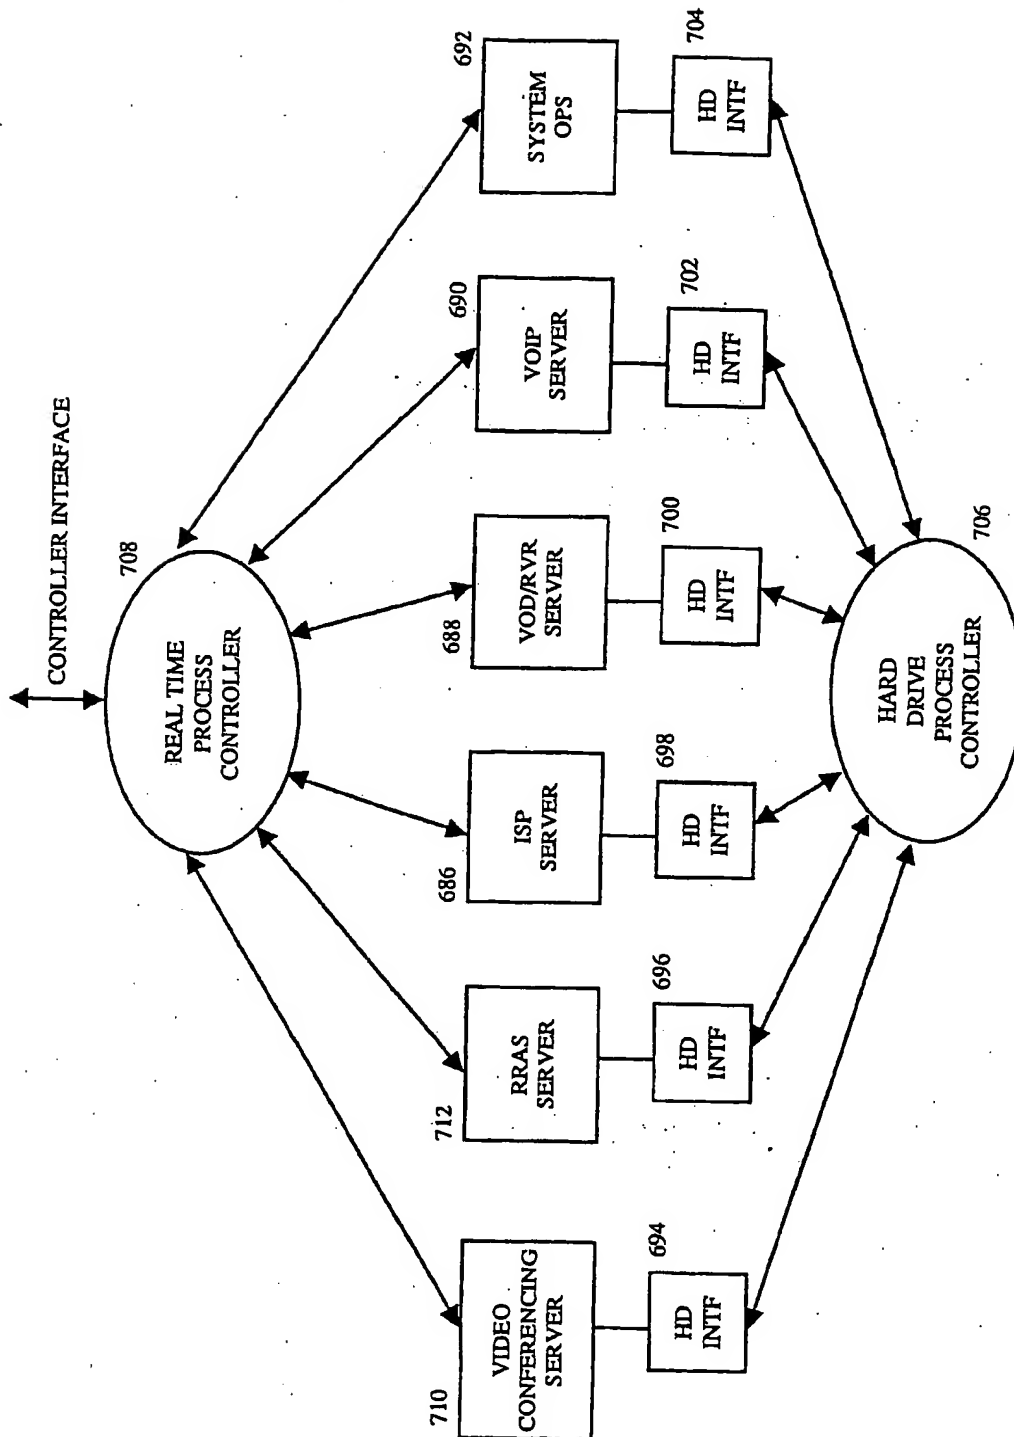 CONTROLLER INTERFACE
708
REAL TIME
PROCESS
CONTROLLER
710
VIDEO
CONFERENCING
SERVER
712
RRAS
SERVER
686
ISP
SERVER
688
VOD/RVR
SERVER
690
VOIP
SERVER
692
SYSTEM
OPS
694
HD
INTF
696
HD
INTF
698
HD
INTF
700
HD
INTF
702
HD
INTF
704
HD
INTF
706
HARD
DRIVE
PROCESS
CONTROLLER